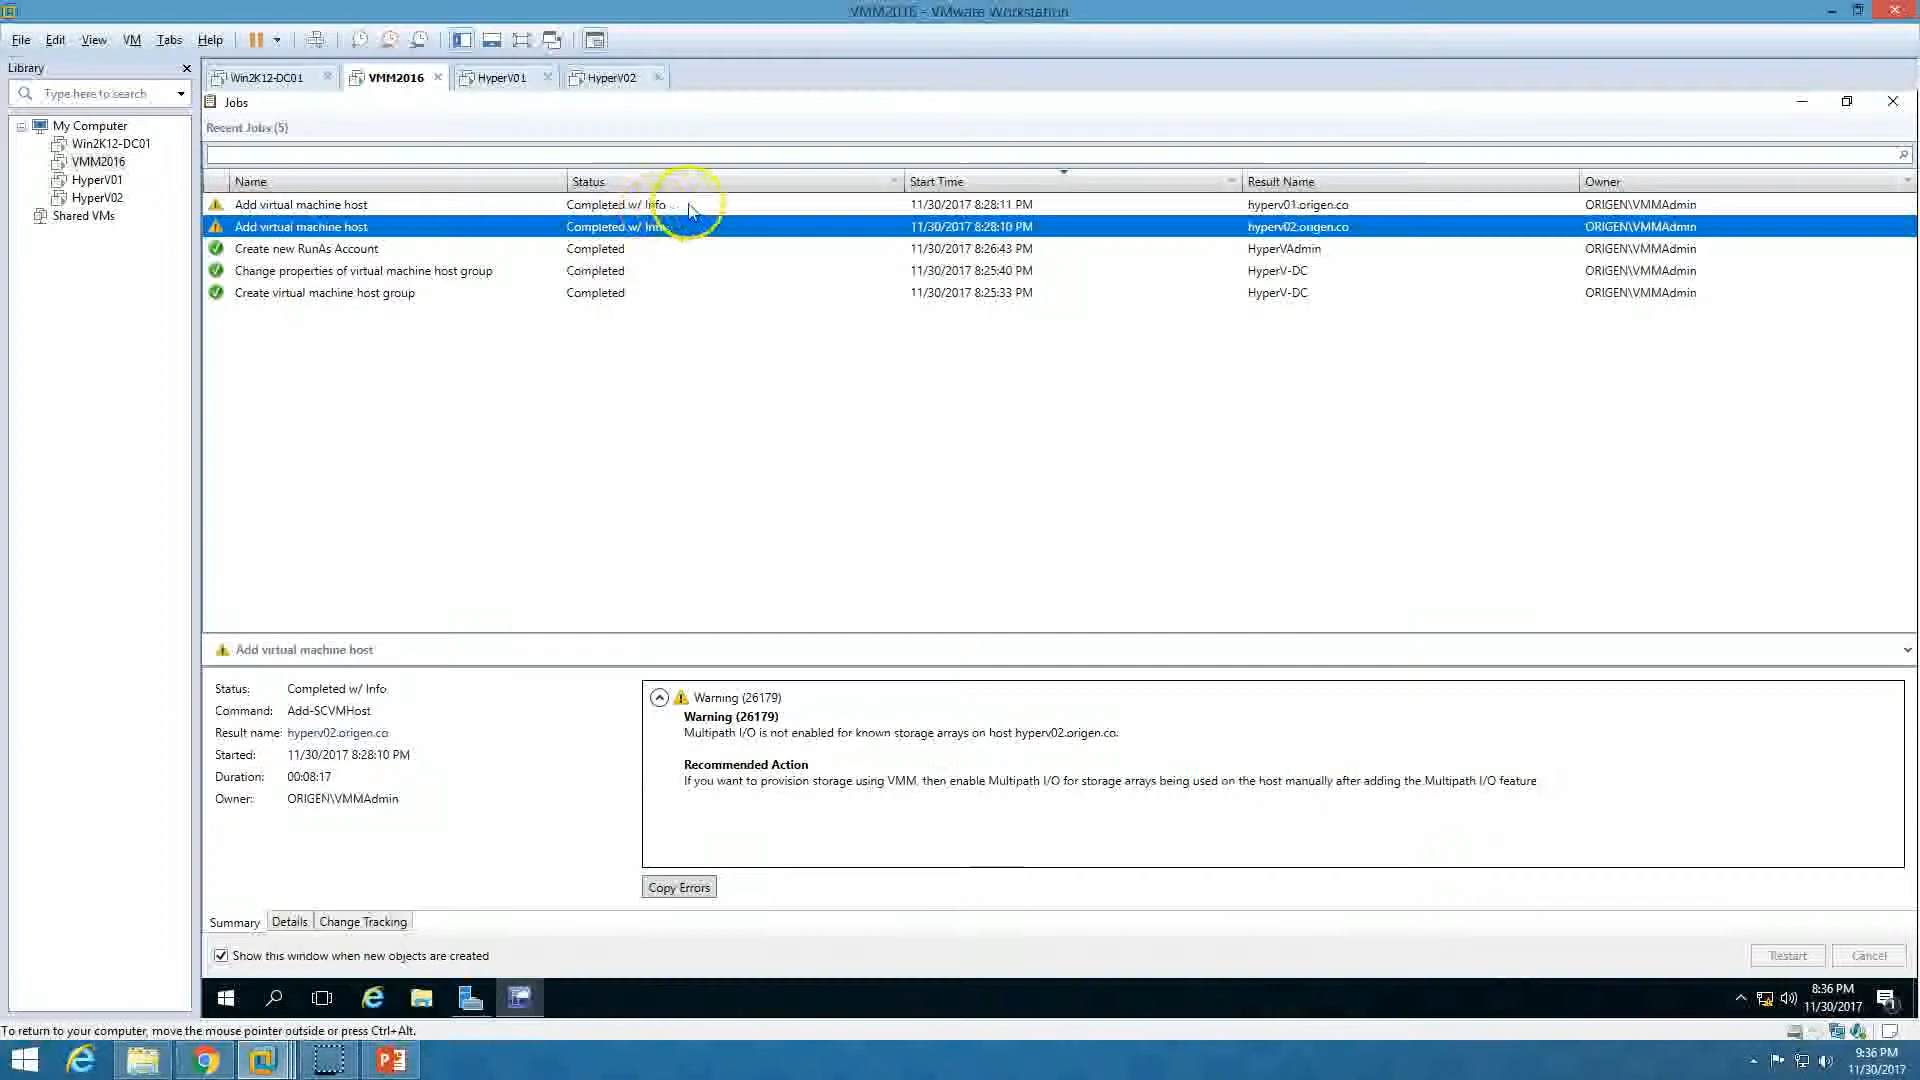 VMM2016 - VMware Workstation
File Edit View VM Tabs Help
Library
Type here to search
My Computer
Win2K12-DC01
VMM2016
HyperV01
HyperV02
Shared VMs
Win2K12-DC01 VMM2016 HyperV01 HyperV02
Jobs
Recent Jobs (5)
Name Status Start Time Result Name Owner
Add virtual machine host Completed w/ Info ... 11/30/2017 8:28:11 PM hyperv01.origen.co ORIGEN\VMMAdmin
Add virtual machine host Completed w/ Info... 11/30/2017 8:28:10 PM hyperv02.origen.co ORIGEN\VMMAdmin
Create new RunAs Account Completed 11/30/2017 8:26:43 PM HyperVAdmin ORIGEN\VMMAdmin
Change properties of virtual machine host group Completed 11/30/2017 8:25:40 PM HyperV-DC ORIGEN\VMMAdmin
Create virtual machine host group Completed 11/30/2017 8:25:33 PM HyperV-DC ORIGEN\VMMAdmin
Add virtual machine host
Status: Completed w/ Info
Command: Add-SCVMHost
Result name: hyperv02.origen.co
Started: 11/30/2017 8:28:10 PM
Duration: 00:08:17
Owner: ORIGEN\VMMAdmin
Warning (26179)
Warning (26179)
Multipath I/O is not enabled for known storage arrays on host hyperv02.origen.co.
Recommended Action
If you want to provision storage using VMM, then enable Multipath I/O for storage arrays being used on the host manually after adding the Multipath I/O feature
Copy Errors
Summary Details Change Tracking
Show this window when new objects are created
Restart Cancel
8:36 PM
11/30/2017
1
To return to your computer, move the mouse pointer outside or press Ctrl+Alt.
9:36 PM
11/30/2017